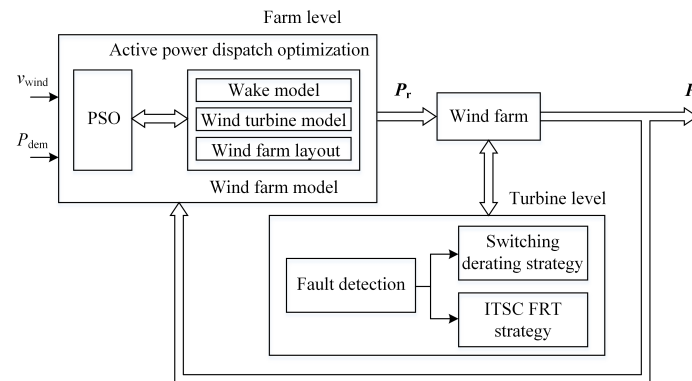 Farm level
Active power dispatch optimization
v_wind
P_dem
PSO
Wake model
Wind turbine model
Wind farm layout
Wind farm model
P_r
Wind farm
P
Turbine level
Fault detection
Switching
derating strategy
ITSC FRT
strategy